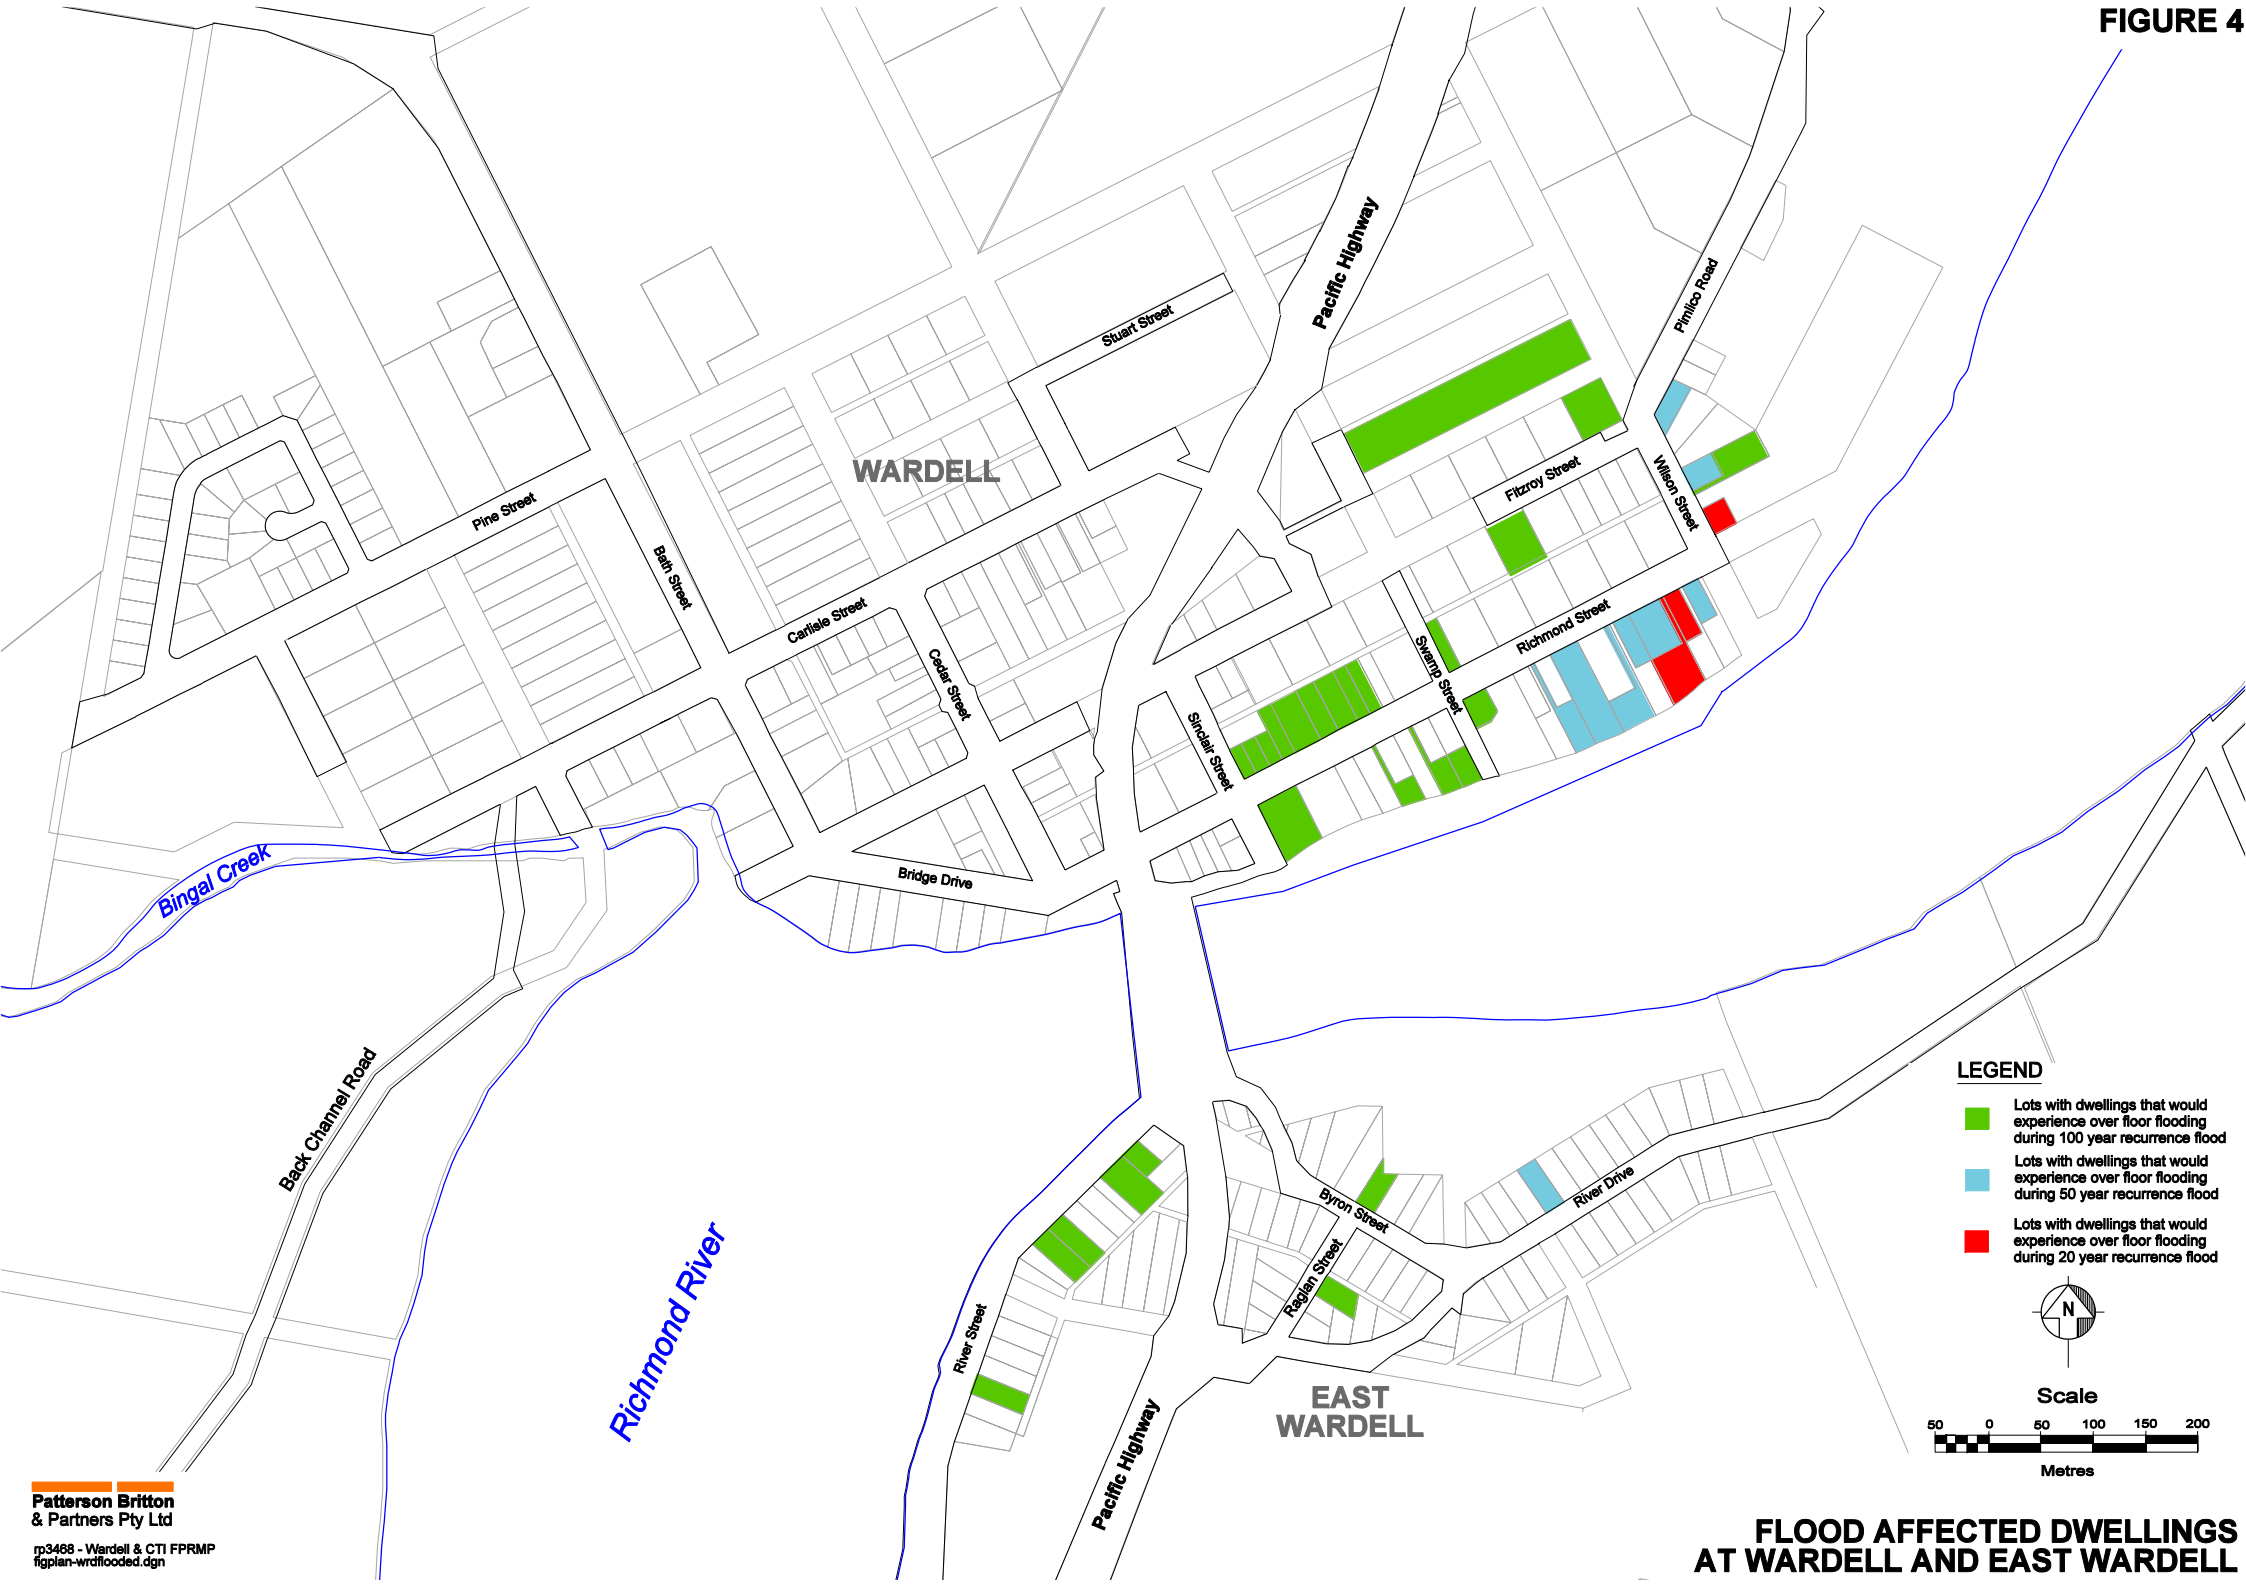 FIGURE 4
Pacific Highway
Pimlico Road
Stuart Street
WARDELL
Pine Street
Fitzroy Street
Wilson Street
Bath Street
Carlisle Street
Richmond Street
Cedar Street
Swamp Street
Sinclair Street
Bingal Creek
Bridge Drive
Back Channel Road
Richmond River
River Street
Byron Street
River Drive
Raglan Street
EAST
WARDELL
Pacific Highway
LEGEND
Lots with dwellings that would
experience over floor flooding
during 100 year recurrence flood
Lots with dwellings that would
experience over floor flooding
during 50 year recurrence flood
Lots with dwellings that would
experience over floor flooding
during 20 year recurrence flood
N
Scale
50 0 50 100 150 200
Metres
Patterson Britton
& Partners Pty Ltd
rp3468 - Wardell & CTI FPRMP
figplan-wrdflooded.dgn
FLOOD AFFECTED DWELLINGS
AT WARDELL AND EAST WARDELL